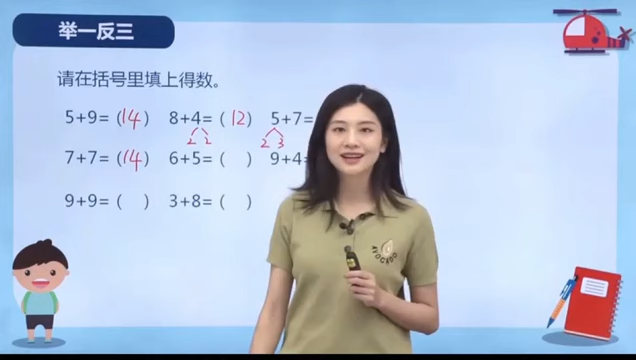 举一反三
请在括号里填上得数。
5+9=(14) 8+4=(12) 5+7=
2 2 2 3
7+7=(14) 6+5=( ) 9+4=
9+9=( ) 3+8=( )
AVOCADO